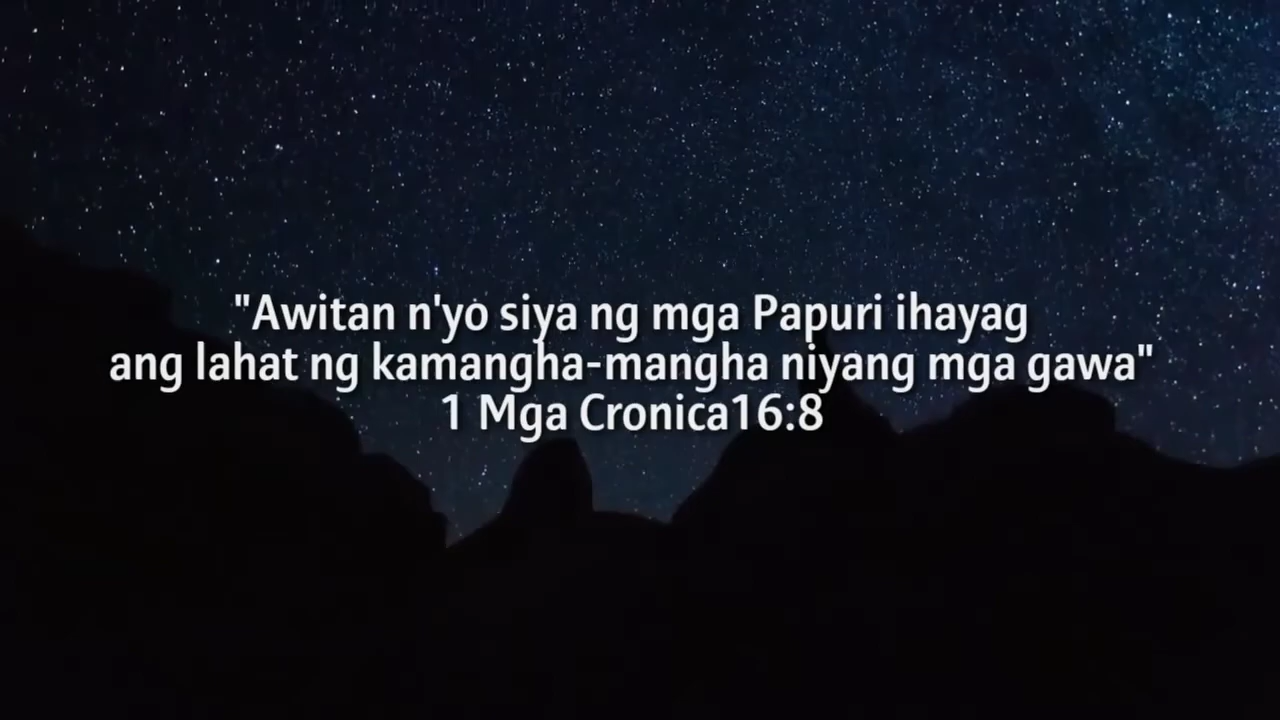 "Awitan n'yo siya ng mga Papuri ihayag
ang lahat ng kamangha-mangha niyang mga gawa"
1 Mga Cronica16:8